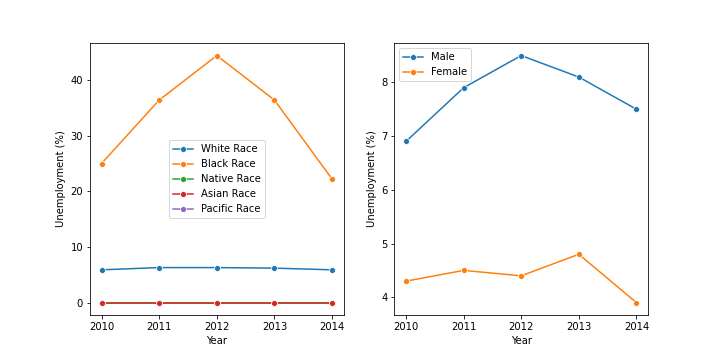 40
30
20
10
0
Unemployment (%)
White Race
Black Race
Native Race
Asian Race
Pacific Race
2010 2011 2012 2013 2014
Year
8
7
6
5
4
Unemployment (%)
Male
Female
2010 2011 2012 2013 2014
Year